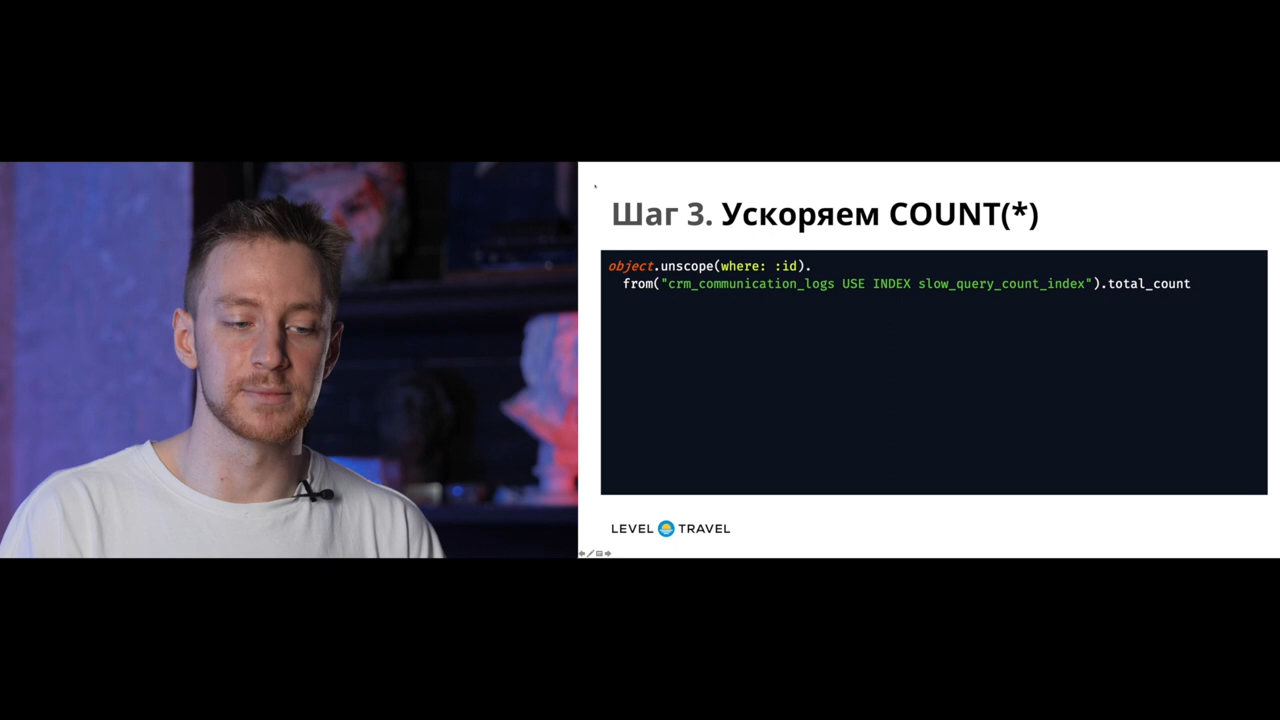 Шаг 3. Ускоряем COUNT(*)
object.unscope(where: :id).
from("crm_communication_logs USE INDEX slow_query_count_index").total_count
LEVEL TRAVEL